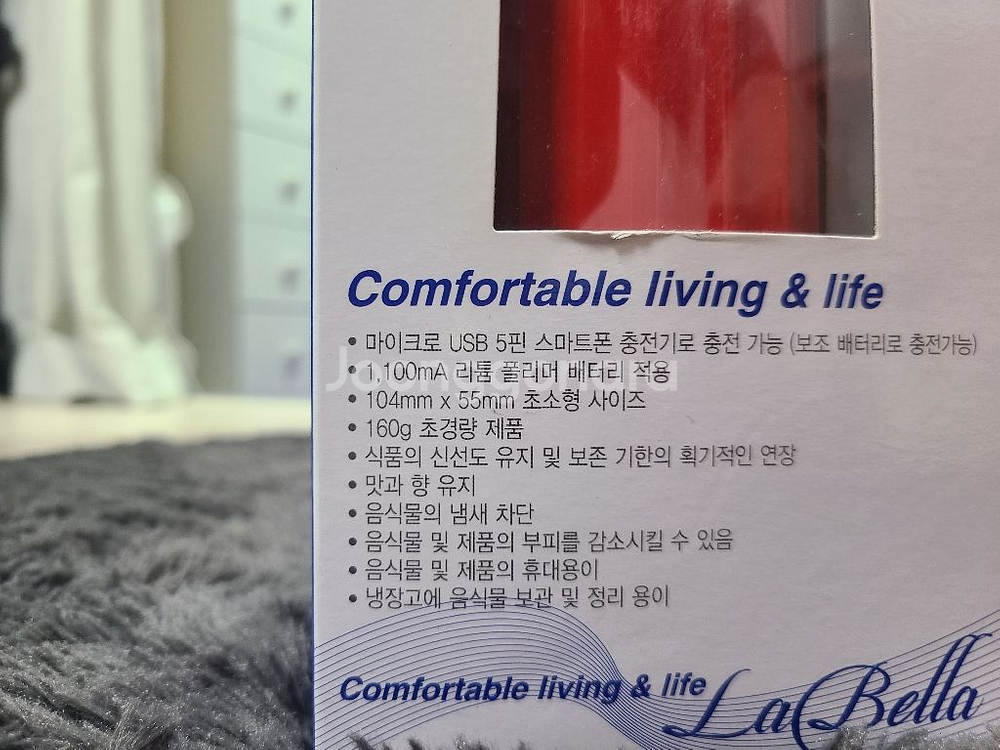 Comfortable living & life
• 마이크로 USB 5핀 스마트폰 충전기로 충전 가능 (보조 배터리로 충전가능)
• 1,100mA 리튬 폴리머 배터리 적용
• 104mm x 55mm 초소형 사이즈
• 160g 초경량 제품
• 식품의 신선도 유지 및 보존 기한의 획기적인 연장
• 맛과 향 유지
• 음식물의 냄새 차단
• 음식물 및 제품의 부피를 감소시킬 수 있음
• 음식물 및 제품의 휴대용이
• 냉장고에 음식물 보관 및 정리 용이
Comfortable living & life
LaBella
Joonggonara